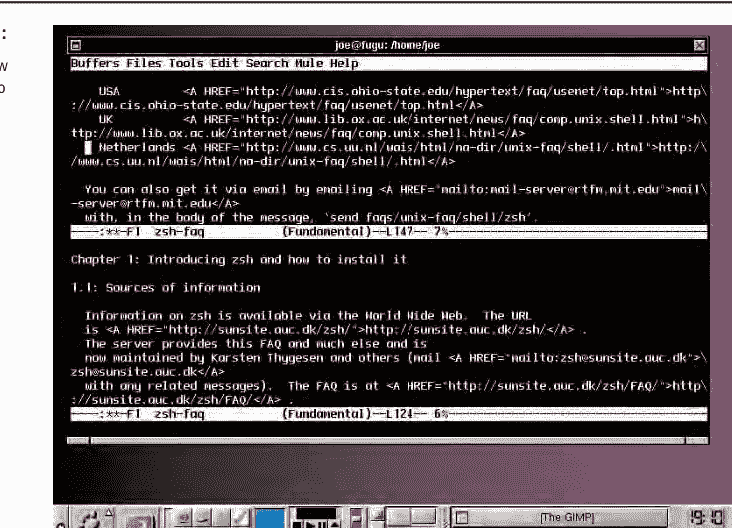 :
w
o
joe@fugu: /home/joe
Buffers Files Tools Edit Search Mule Help
USA <A HREF="http://www.cis.ohio-state.edu/hypertext/faq/usenet/top.html">http\
://www.cis.ohio-state.edu/hypertext/faq/usenet/top.html</A>
UK <A HREF="http://www.lib.ox.ac.uk/internet/news/faq/comp.unix.shell.html">h\
ttp://www.lib.ox.ac.uk/internet/news/faq/comp.unix.shell.html</A>
Netherlands <A HREF="http://www.cs.uu.nl/wais/html/na-dir/unix-faq/shell/.html">http:/\
/www.cs.uu.nl/wais/html/na-dir/unix-faq/shell/.html</A>
You can also get it via email by emailing <A HREF="mailto:mail-server@rtfm.mit.edu">mail\
-server@rtfm.mit.edu</A>
with, in the body of the message, `send faqs/unix-faq/shell/zsh'.
----:**-F1 zsh-faq (Fundamental)--L147-- 7%----
Chapter 1: Introducing zsh and how to install it
1.1: Sources of information
Information on zsh is available via the World Wide Web. The URL
is <A HREF="http://sunsite.auc.dk/zsh/">http://sunsite.auc.dk/zsh/</A> .
The server provides this FAQ and much else and is
now maintained by Karsten Thygesen and others (mail <A HREF="mailto:zsh@sunsite.auc.dk">\
zsh@sunsite.auc.dk</A>
with any related messages). The FAQ is at <A HREF="http://sunsite.auc.dk/zsh/FAQ/">http\
://sunsite.auc.dk/zsh/FAQ/</A> .
----:**-F1 zsh-faq (Fundamental)--L124-- 6%----
[The GIMP]